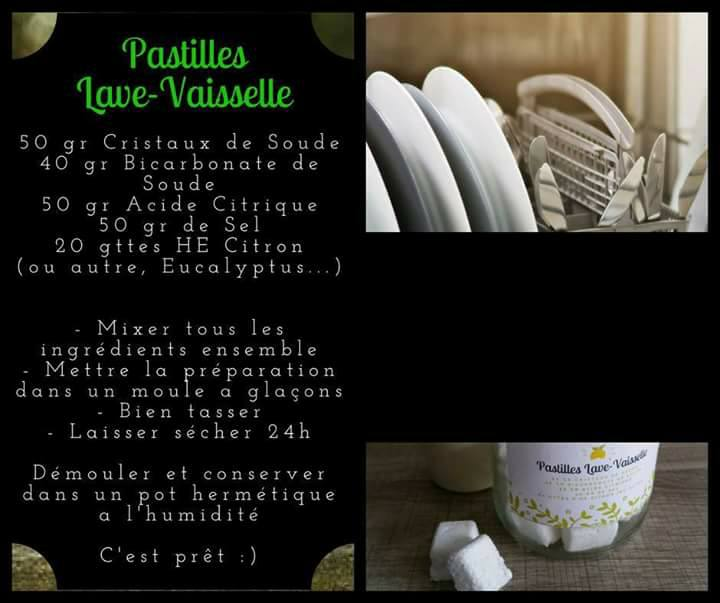 Pastilles
Lave-Vaisselle
50 gr Cristaux de Soude
40 gr Bicarbonate de
Soude
50 gr Acide Citrique
50 gr de Sel
20 gttes HE Citron
(ou autre, Eucalyptus...)
- Mixer tous les
ingrédients ensemble
- Mettre la préparation
dans un moule a glaçons
- Bien tasser
- Laisser sécher 24h
Démouler et conserver
dans un pot hermétique
a l'humidité
C'est prêt :)
Pastilles Lave-Vaisselle